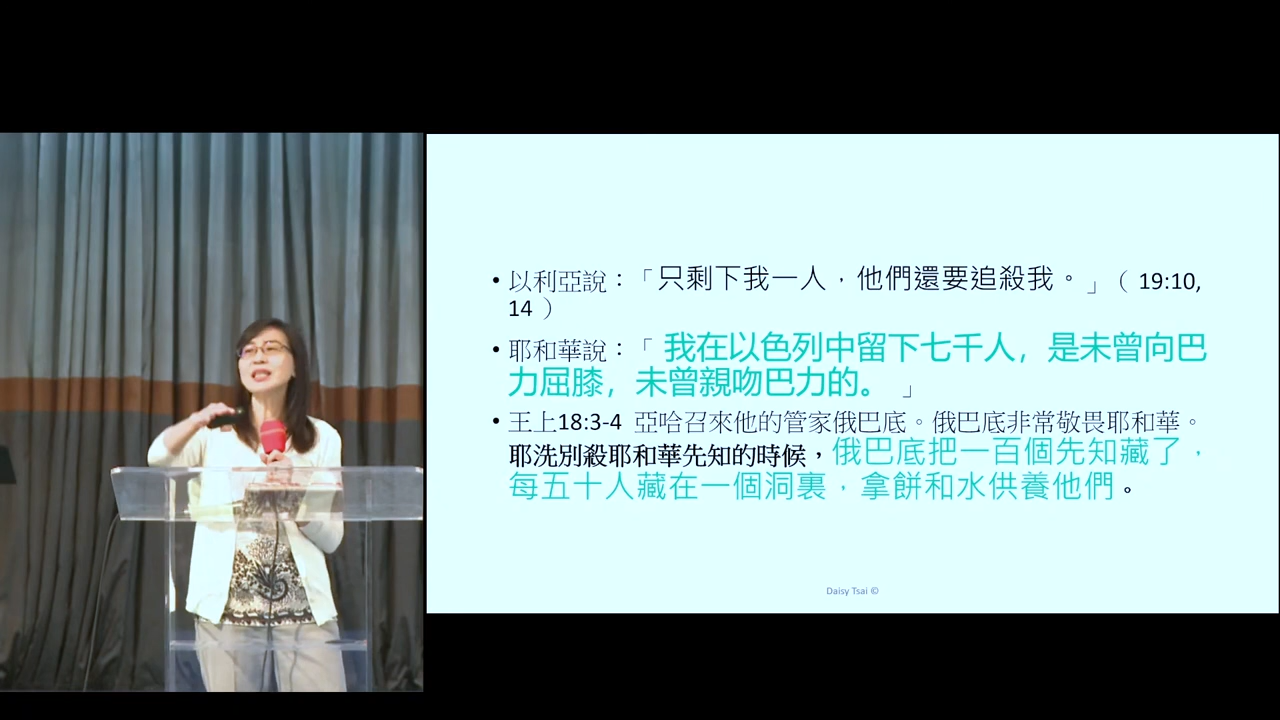 • 以利亞說：「只剩下我一人，他們還要追殺我。」（ 19:10,
14 ）
• 耶和華說：「 我在以色列中留下七千人，是未曾向巴
力屈膝，未曾親吻巴力的。 」
• 王上18:3-4 亞哈召來他的管家俄巴底。俄巴底非常敬畏耶和華。
耶洗別殺耶和華先知的時候，俄巴底把一百個先知藏了，
每五十人藏在一個洞裏，拿餅和水供養他們。
Daisy Tsai ©